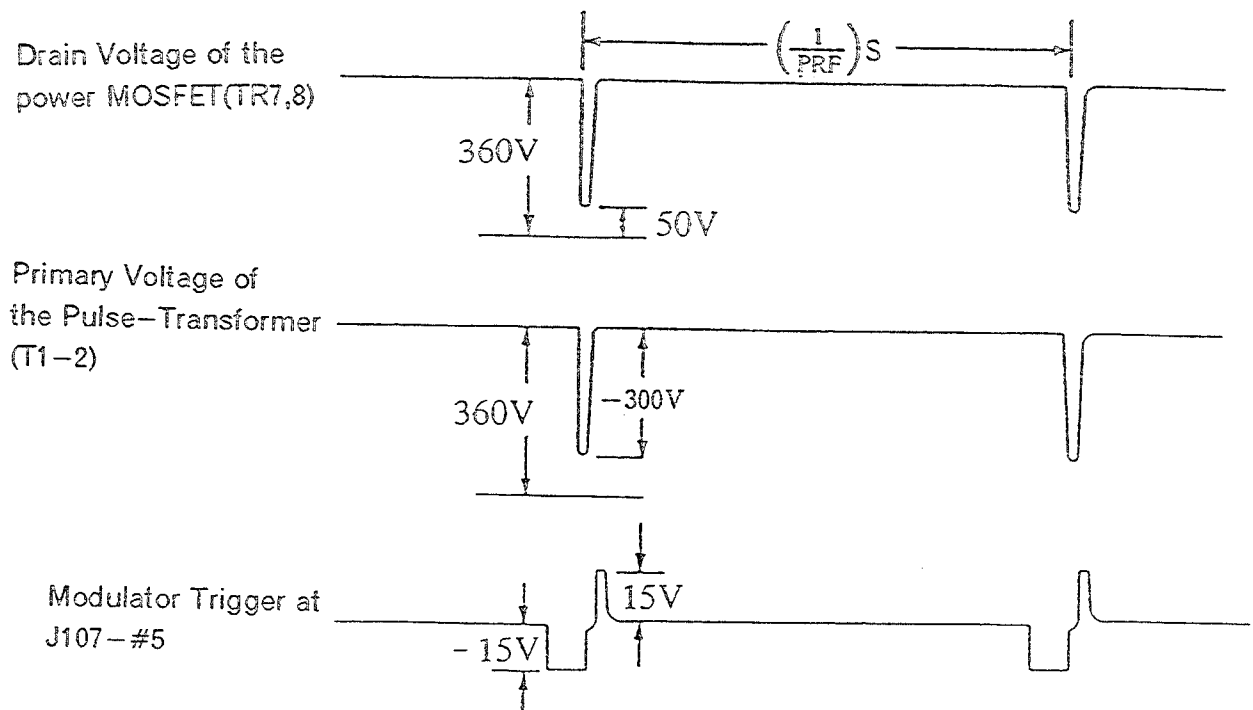 Drain Voltage of the
power MOSFET(TR7,8)
(1/PRF)S
360V
50V
Primary Voltage of
the Pulse-Transformer
(T1-2)
360V
-300V
Modulator Trigger at
J107-#5
15V
-15V